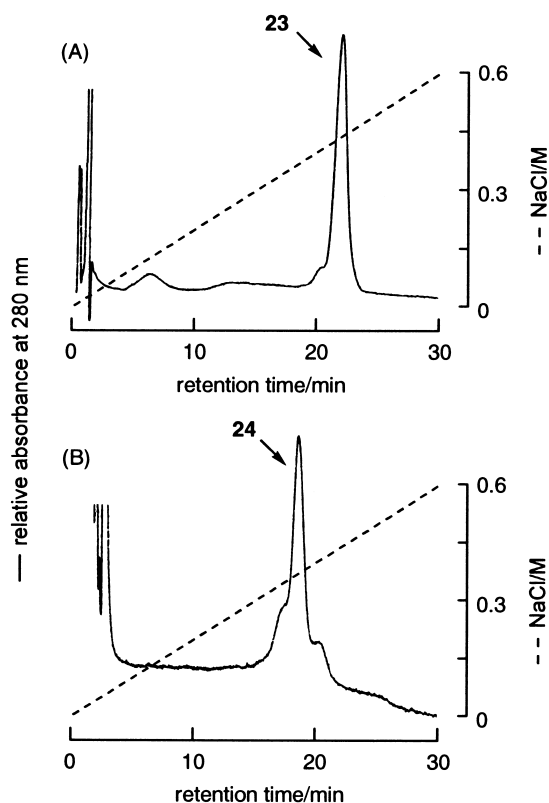 (A)
23
0.6
0.3
0
-- NaCl/M
0 10 20 30
retention time/min
— relative absorbance at 280 nm
(B)
24
0.6
0.3
0
-- NaCl/M
0 10 20 30
retention time/min